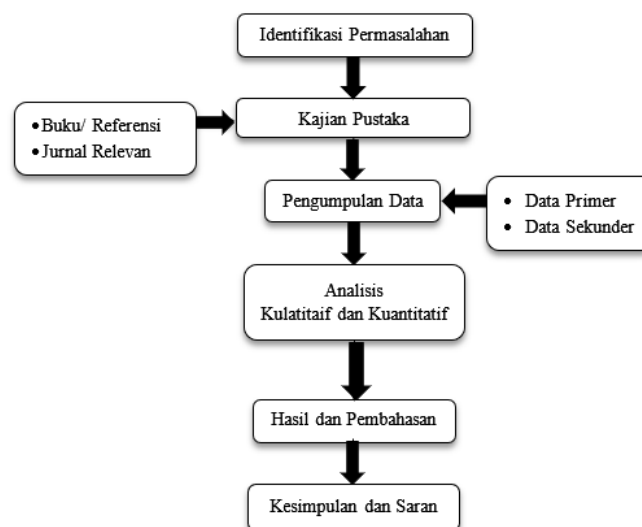 Identifikasi Permasalahan
• Buku/ Referensi
• Jurnal Relevan
Kajian Pustaka
Pengumpulan Data
• Data Primer
• Data Sekunder
Analisis
Kulatitaif dan Kuantitatif
Hasil dan Pembahasan
Kesimpulan dan Saran